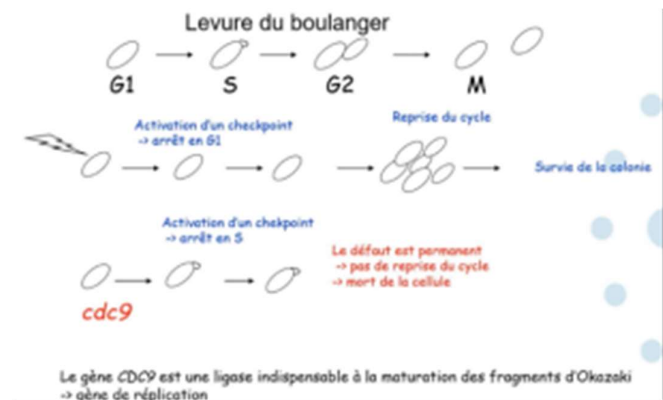 Levure du boulanger
G1 S G2 M
Activation d'un checkpoint
-> arrêt en G1
Reprise du cycle
Survie de la colonie
Activation d'un chekpoint
-> arrêt en S
Le défaut est permanent
-> pas de reprise du cycle
-> mort de la cellule
cdc9
Le gène CDC9 est une ligase indispensable à la maturation des fragments d'Okazaki
-> gène de réplication